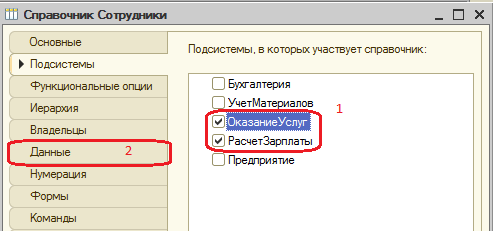 Справочник Сотрудники
Основные
Подсистемы
Функциональные опции
Иерархия
Владельцы
Данные 2
Нумерация
Формы
Команды
Подсистемы, в которых участвует справочник:
Бухгалтерия
УчетМатериалов
ОказаниеУслуг
РасчетЗарплаты
Предприятие
1